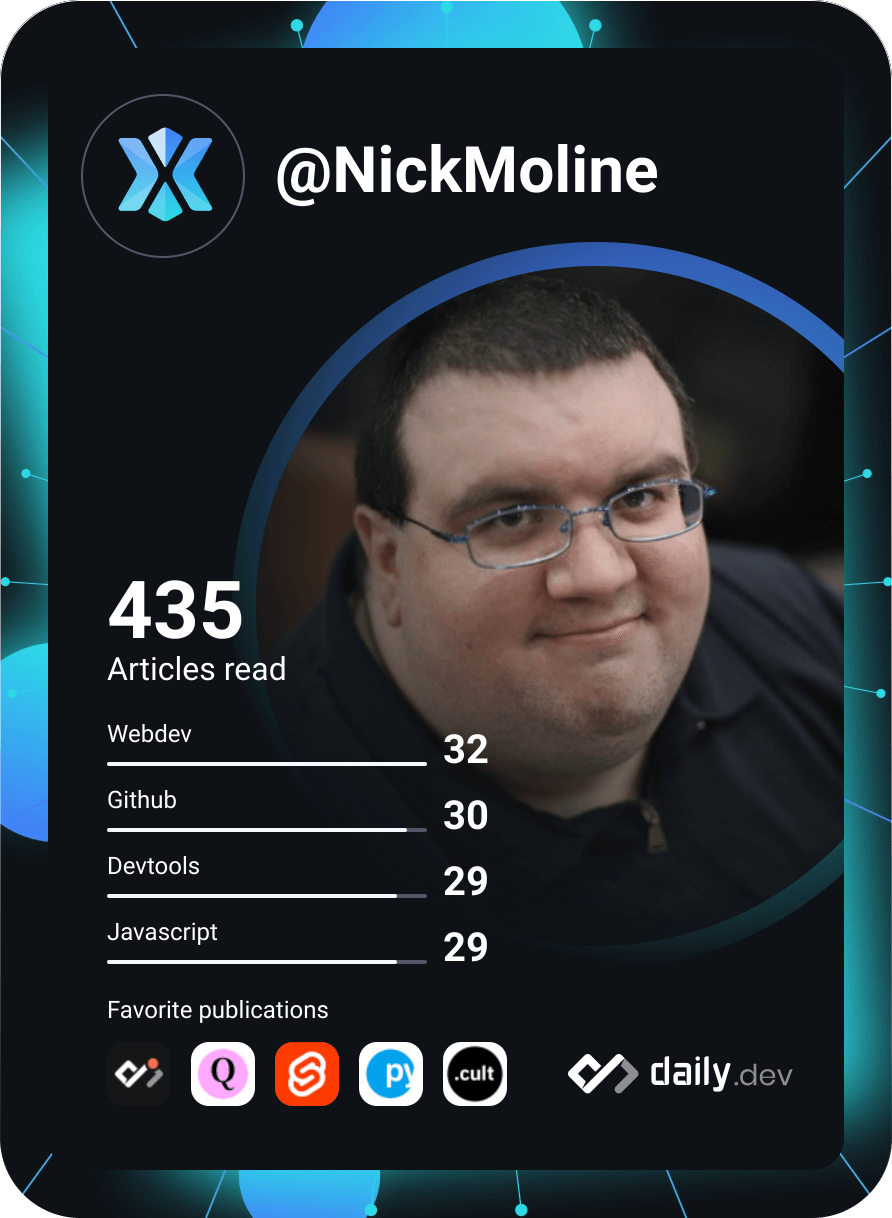 @NickMoline
435
Articles read
Webdev
32
Github
30
Devtools
29
Javascript
29
Favorite publications
Q
py
.cult
daily.dev